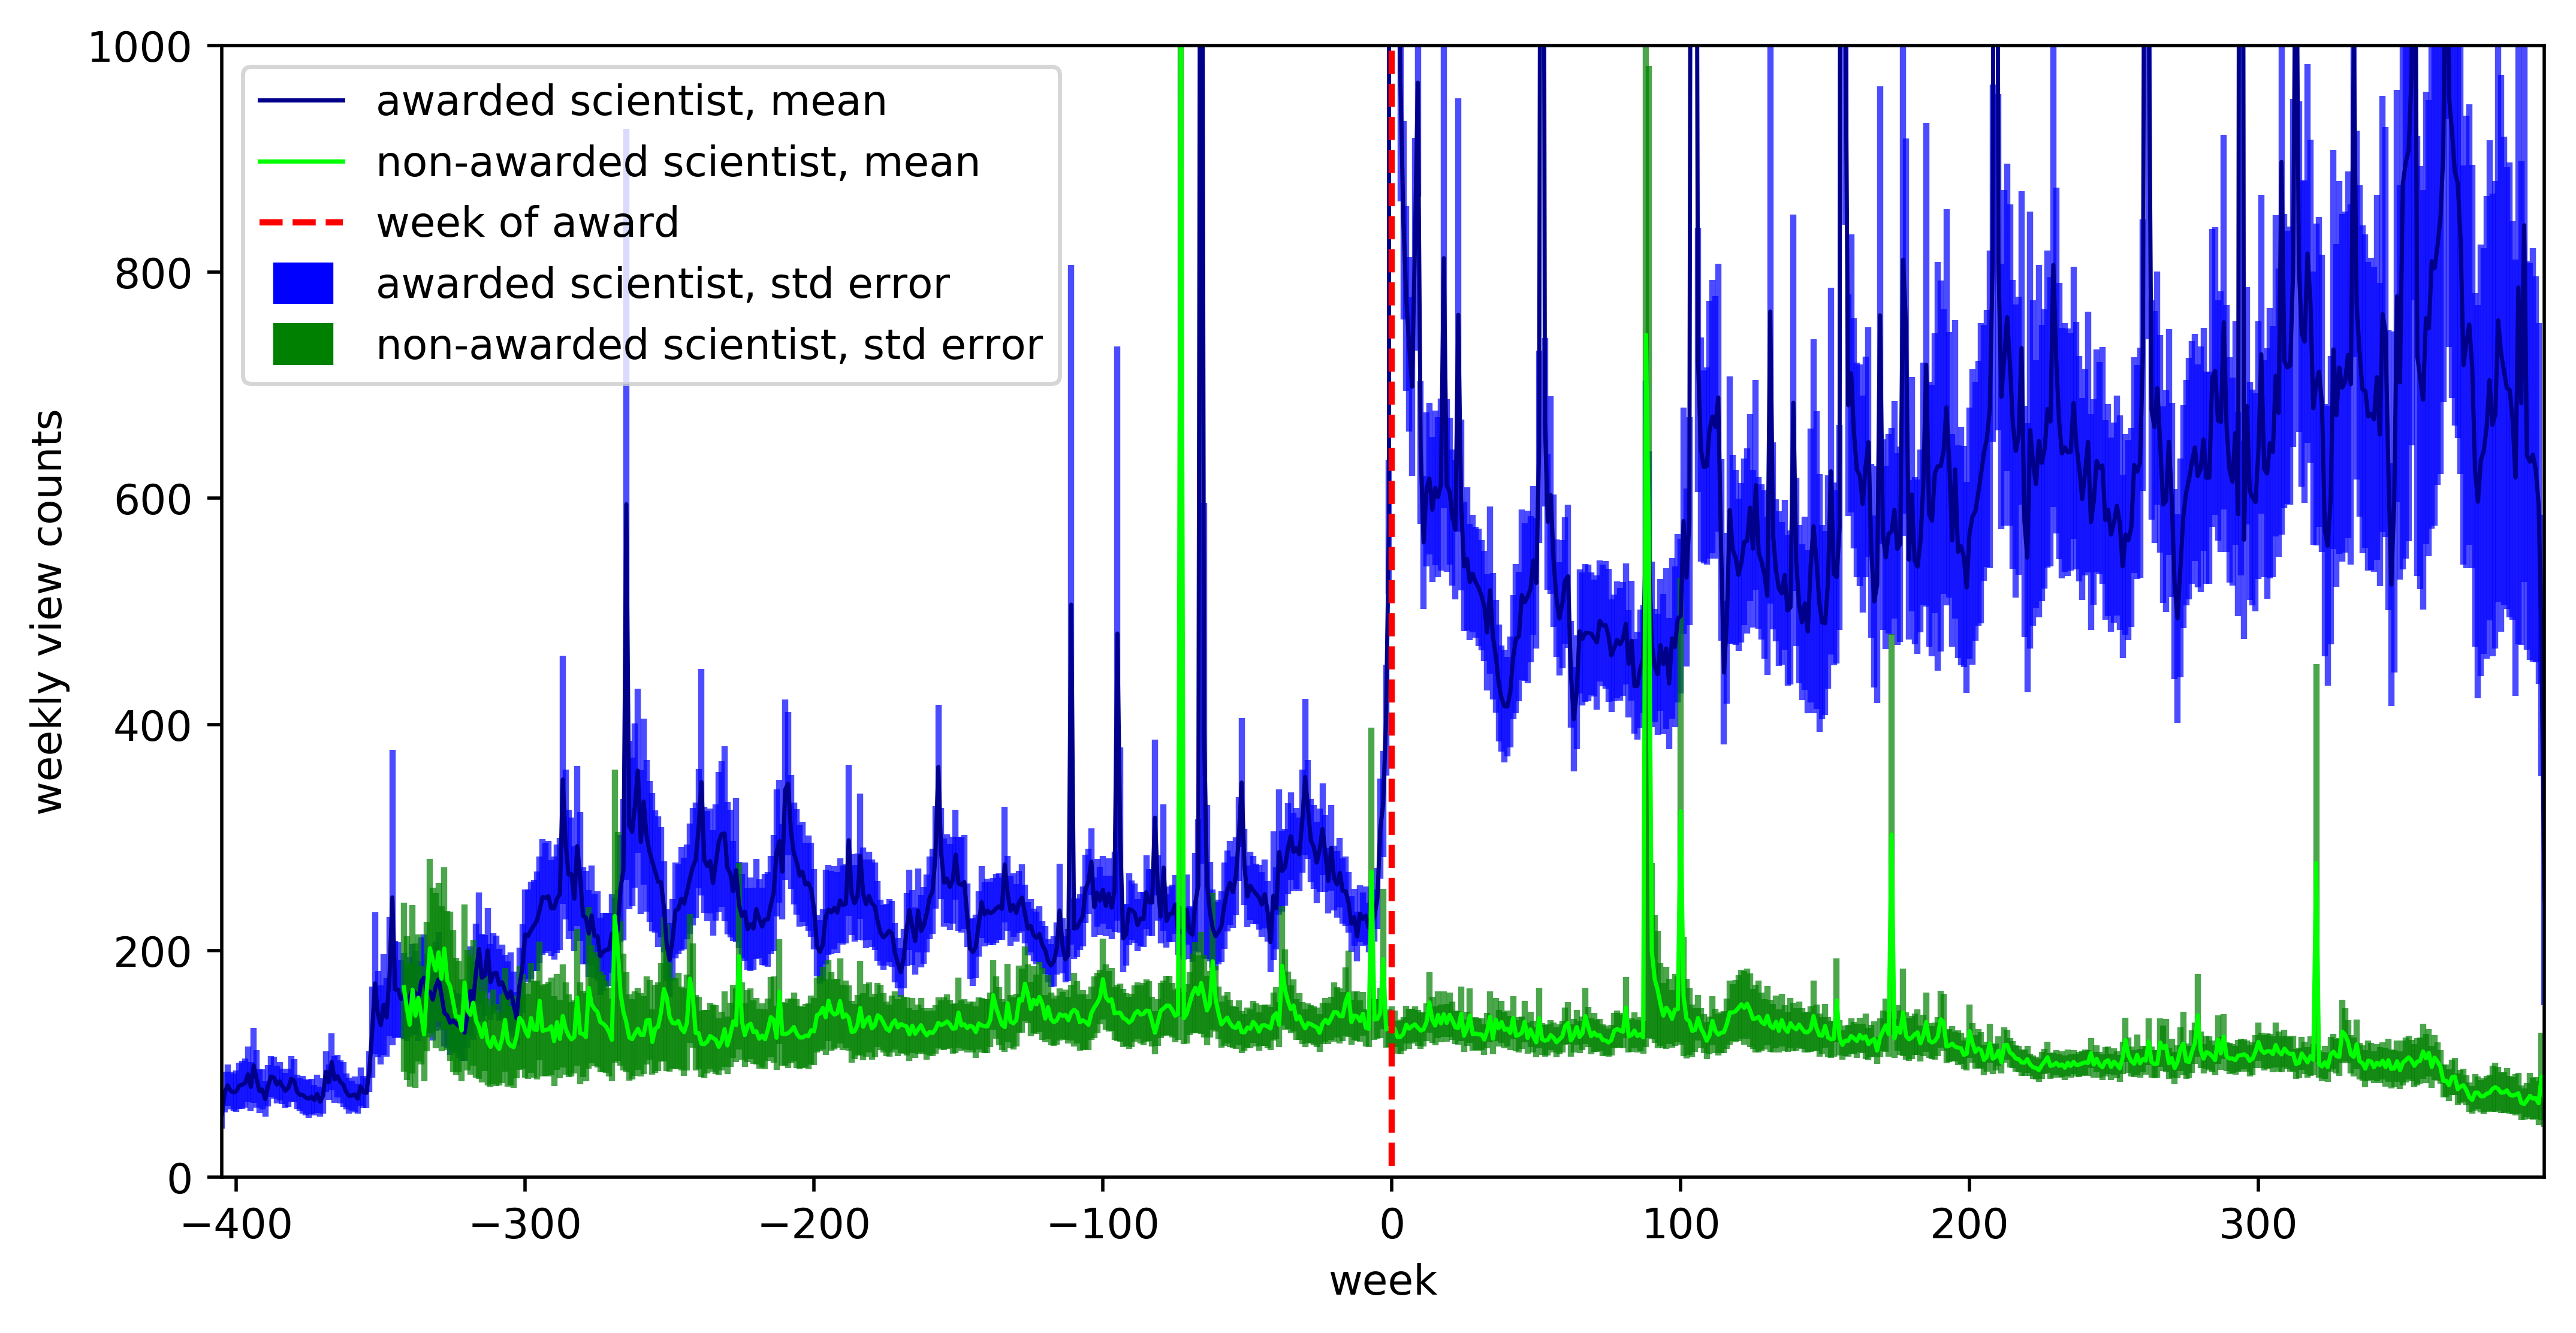 1000
800
600
400
200
0
weekly view counts
awarded scientist, mean
non-awarded scientist, mean
week of award
awarded scientist, std error
non-awarded scientist, std error
−400 −300 −200 −100 0 100 200 300
week